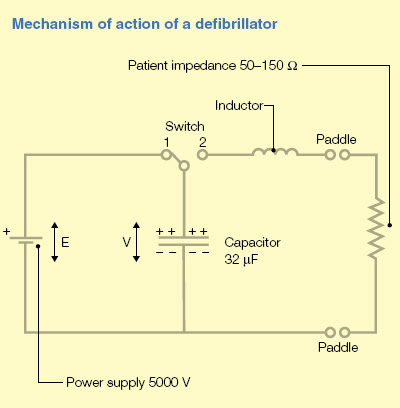 Mechanism of action of a defibrillator
Patient impedance 50–150 Ω
Inductor
Switch
1 2
Paddle
+
E
V
+ + + +
– – – –
Capacitor
32 μF
Paddle
Power supply 5000 V